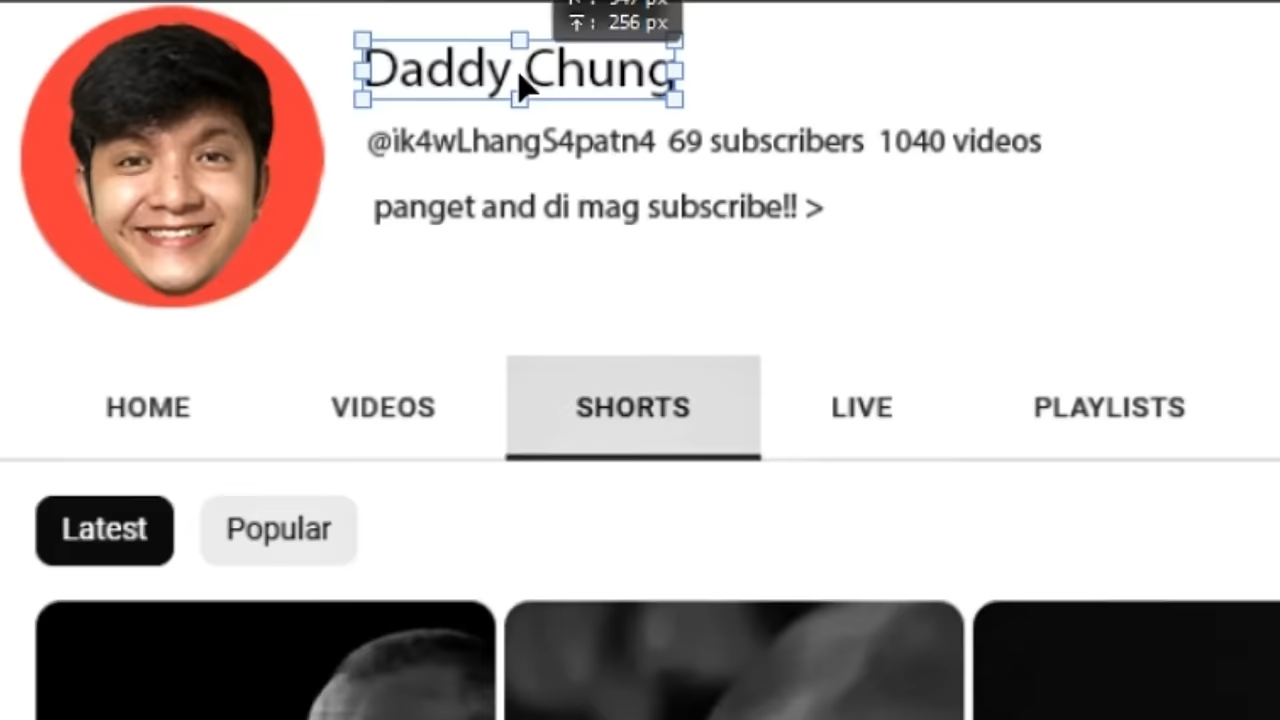 256 px
Daddy Chung
@ik4wLhangS4patn4 69 subscribers 1040 videos
panget and di mag subscribe!! >
HOME VIDEOS SHORTS LIVE PLAYLISTS
Latest Popular